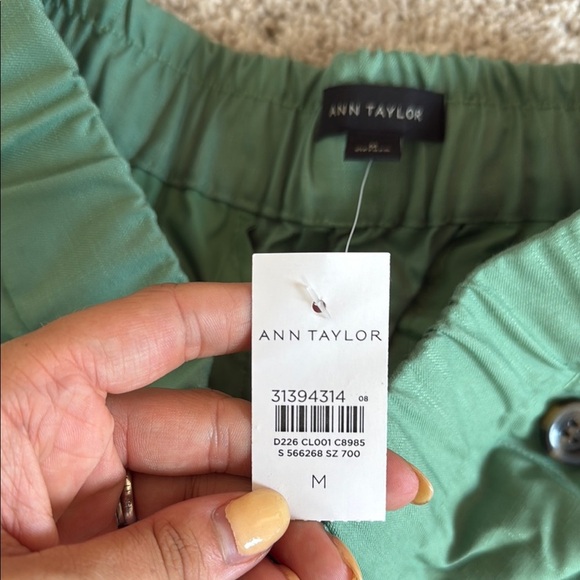 ANN TAYLOR
M
ANN TAYLOR
31394314 08
D226 CL001 C8985
S 566268 SZ 700
M